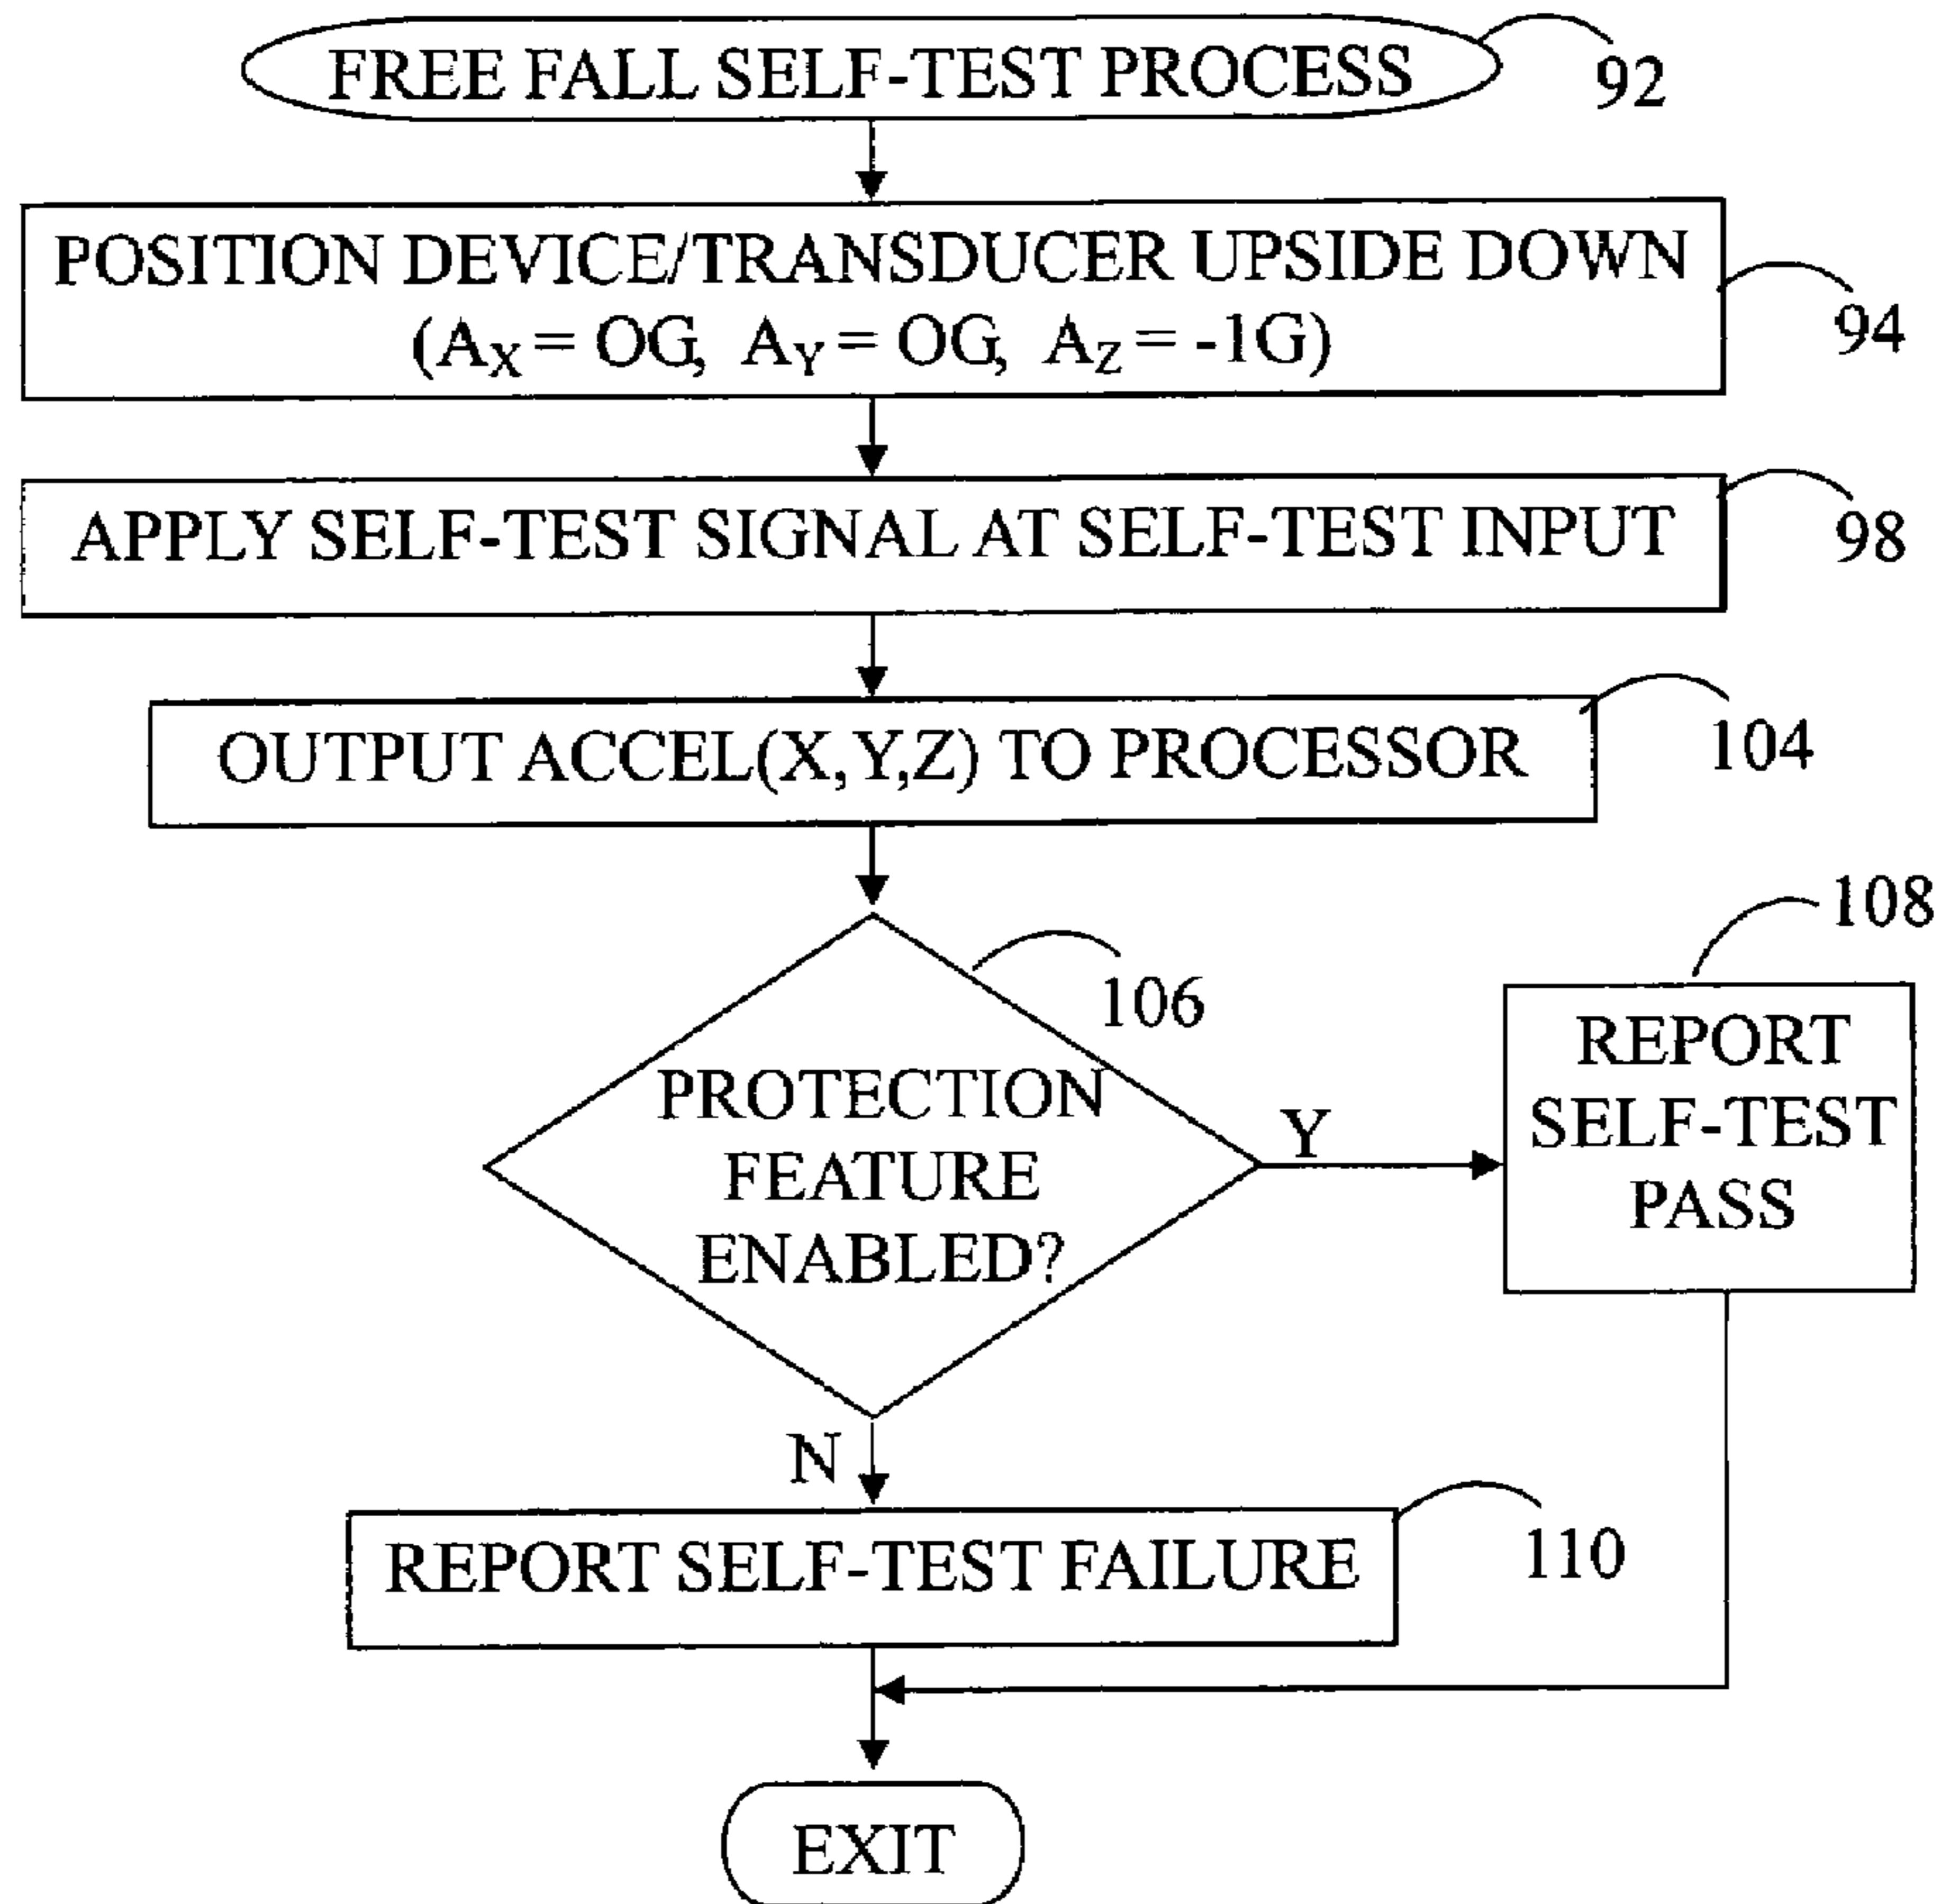 FREE FALL SELF-TEST PROCESS
92
POSITION DEVICE/TRANSDUCER UPSIDE DOWN
(AX = OG, AY = OG, AZ = -1G)
94
APPLY SELF-TEST SIGNAL AT SELF-TEST INPUT
98
OUTPUT ACCEL(X,Y,Z) TO PROCESSOR
104
106
PROTECTION
FEATURE
ENABLED?
Y
108
REPORT
SELF-TEST
PASS
N
REPORT SELF-TEST FAILURE
110
EXIT